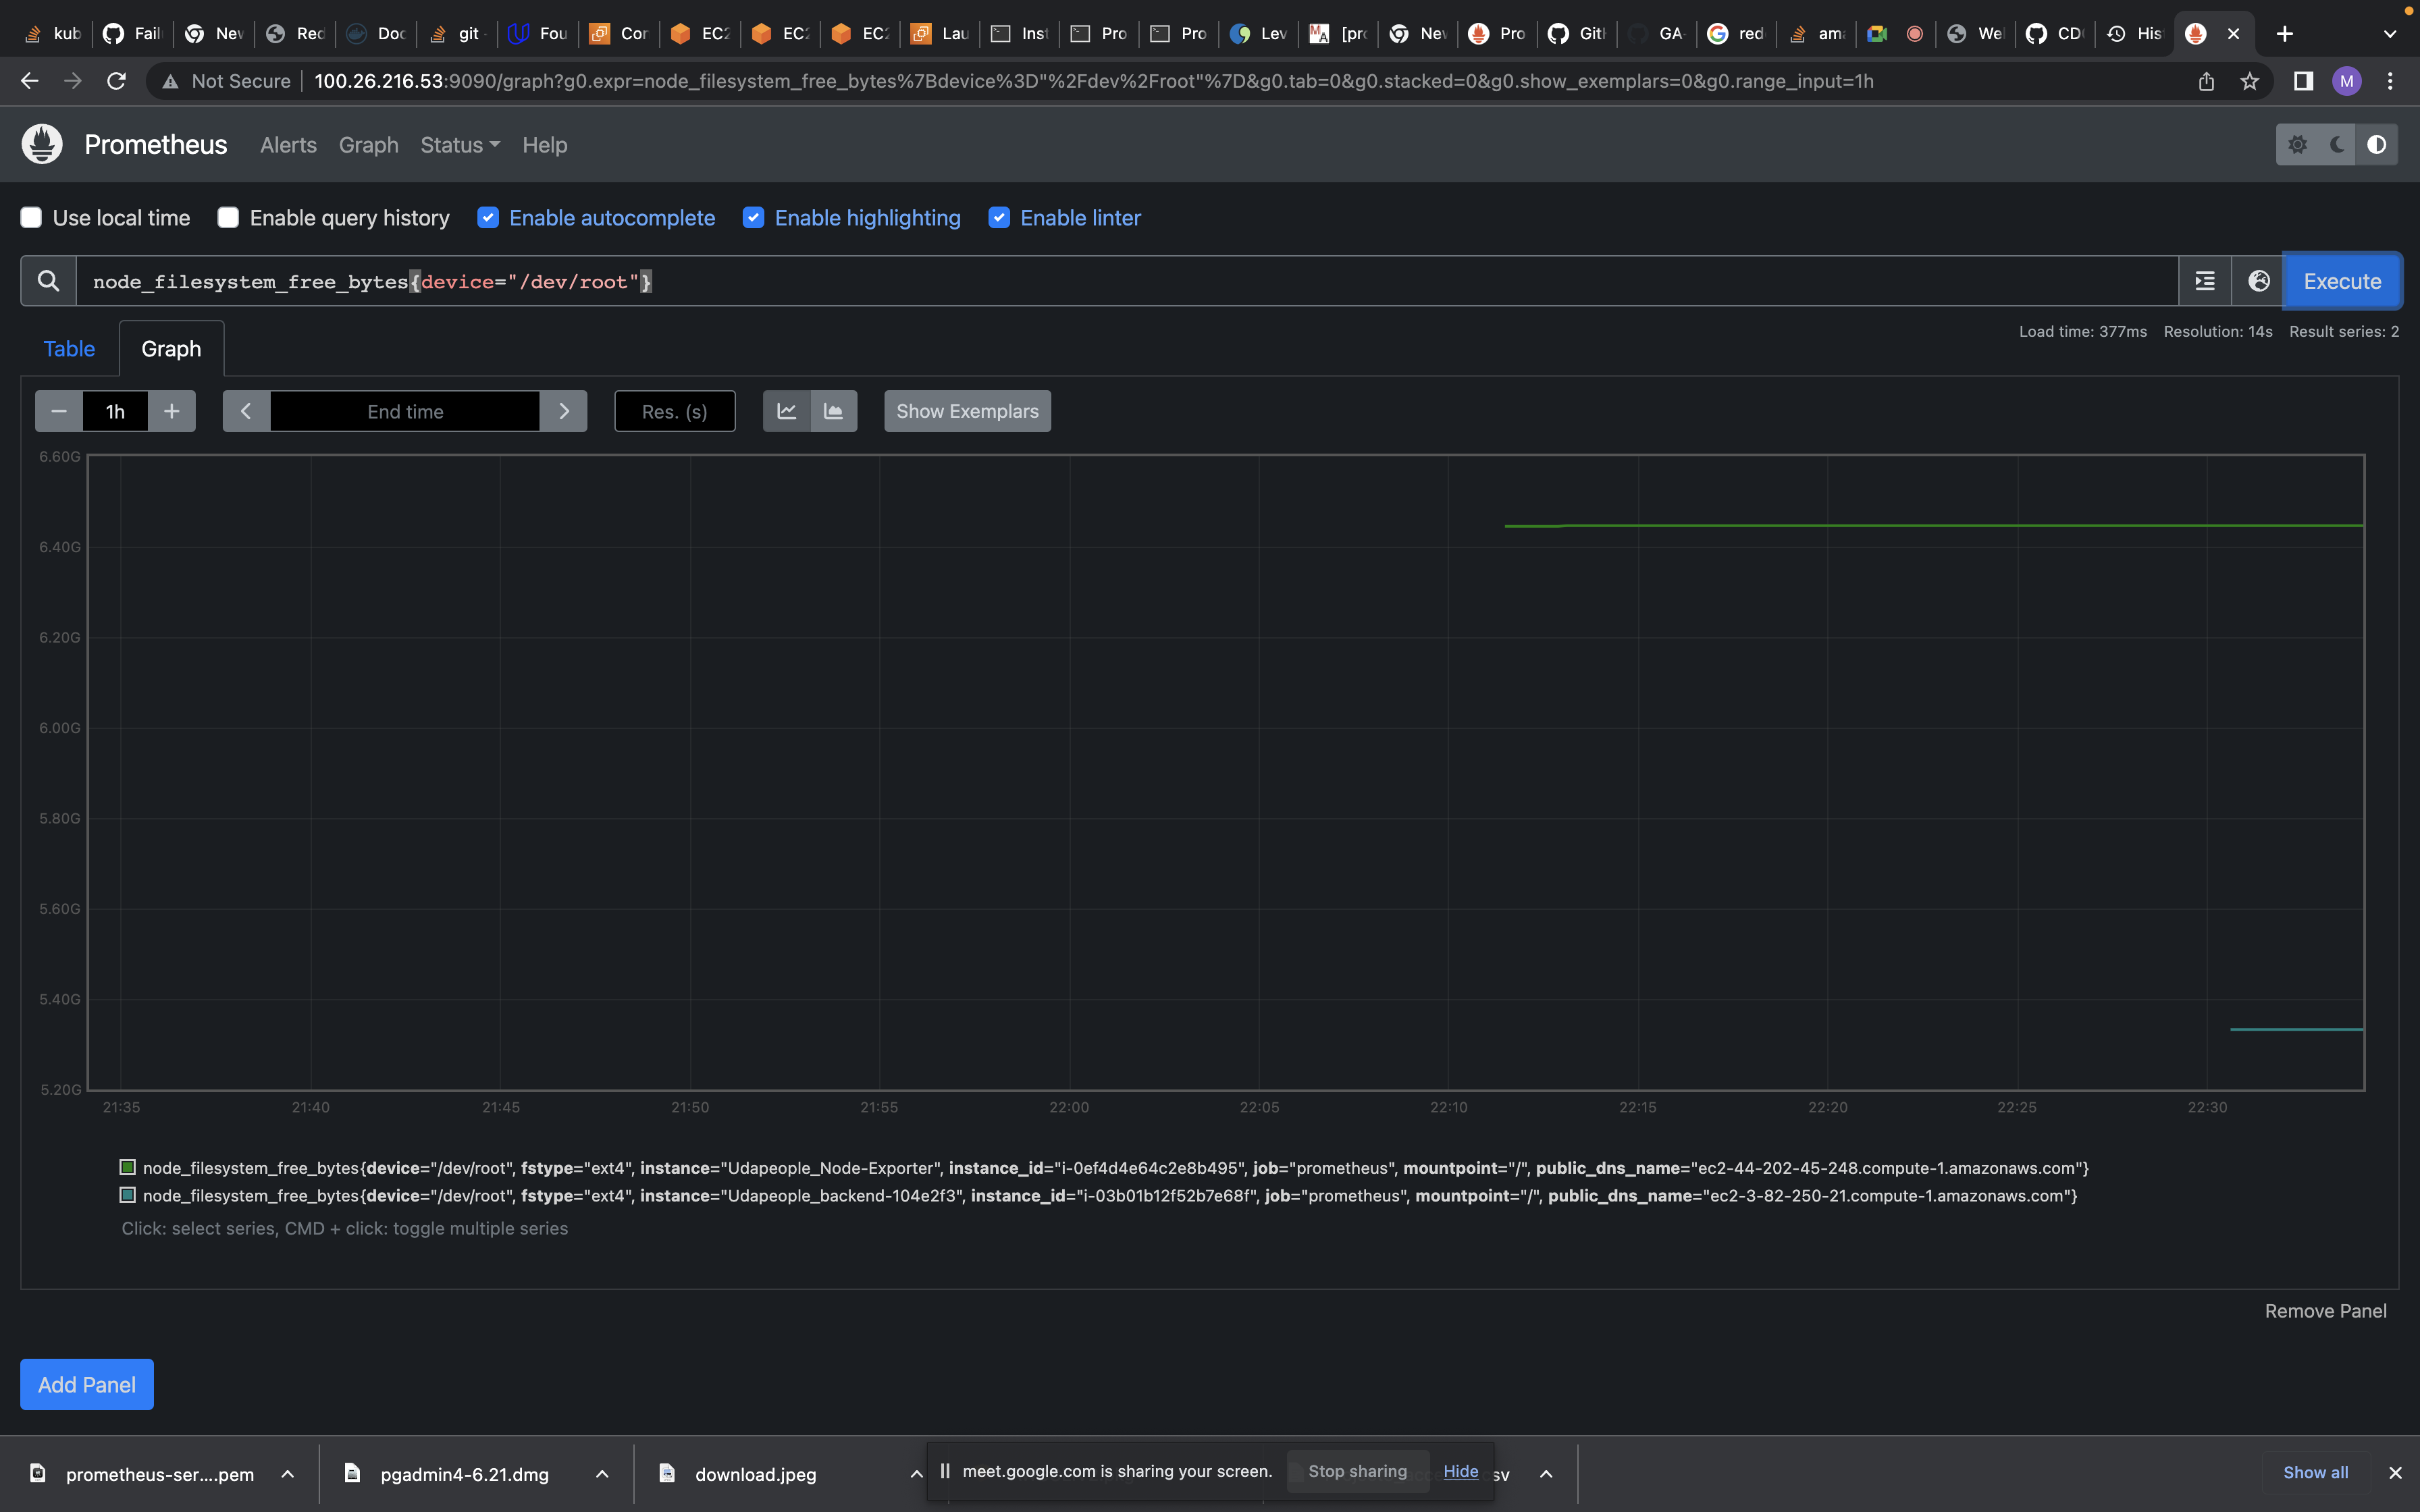 kub Fail Nev Rec Doc git Fou Cor EC2 EC2 EC2 Lau Inst Pro Pro Lev [pro Nev Pro Git GA- red ama We CD His
Not Secure 100.26.216.53:9090/graph?g0.expr=node_filesystem_free_bytes%7Bdevice%3D"%2Fdev%2Froot"%7D&g0.tab=0&g0.stacked=0&g0.show_exemplars=0&g0.range_input=1h M
Prometheus Alerts Graph Status Help
Use local time Enable query history Enable autocomplete Enable highlighting Enable linter
node_filesystem_free_bytes{device="/dev/root"} Execute
Load time: 377ms Resolution: 14s Result series: 2
Table Graph
1h End time Res. (s) Show Exemplars
6.60G
6.40G
6.20G
6.00G
5.80G
5.60G
5.40G
5.20G
21:35 21:40 21:45 21:50 21:55 22:00 22:05 22:10 22:15 22:20 22:25 22:30
node_filesystem_free_bytes{device="/dev/root", fstype="ext4", instance="Udapeople_Node-Exporter", instance_id="i-0ef4d4e64c2e8b495", job="prometheus", mountpoint="/", public_dns_name="ec2-44-202-45-248.compute-1.amazonaws.com"}
node_filesystem_free_bytes{device="/dev/root", fstype="ext4", instance="Udapeople_backend-104e2f3", instance_id="i-03b01b12f52b7e68f", job="prometheus", mountpoint="/", public_dns_name="ec2-3-82-250-21.compute-1.amazonaws.com"}
Click: select series, CMD + click: toggle multiple series
Remove Panel
Add Panel
prometheus-ser....pem pgadmin4-6.21.dmg download.jpeg meet.google.com is sharing your screen. Stop sharing Hide sv Show all